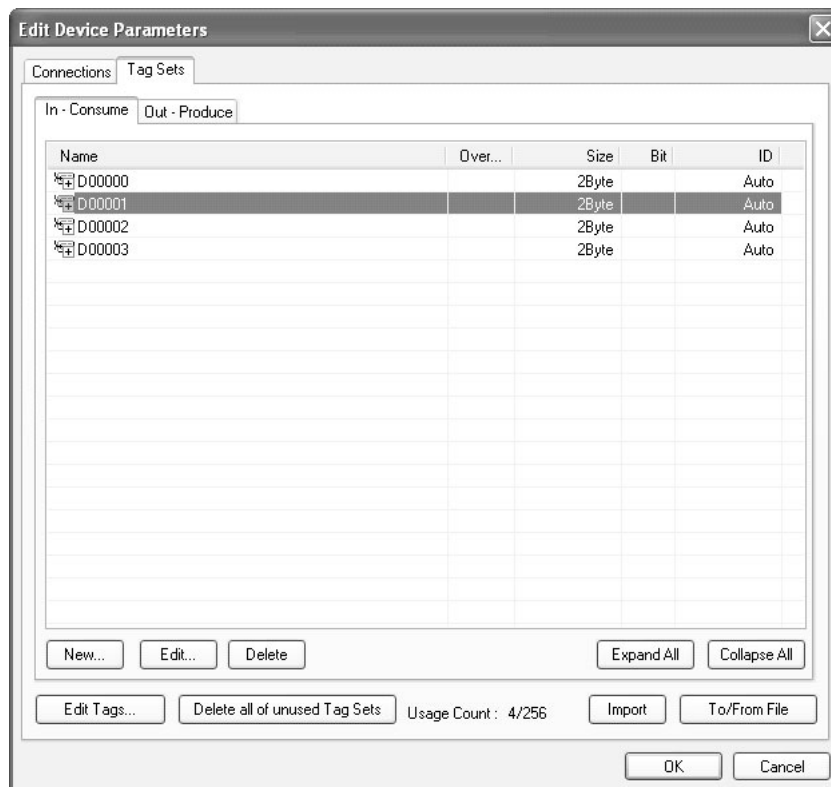 Edit Device Parameters
Connections Tag Sets
In - Consume Out - Produce
Name Over... Size Bit ID
D00000 2Byte Auto
D00001 2Byte Auto
D00002 2Byte Auto
D00003 2Byte Auto
New... Edit... Delete Expand All Collapse All
Edit Tags... Delete all of unused Tag Sets Usage Count : 4/256 Import To/From File
OK Cancel